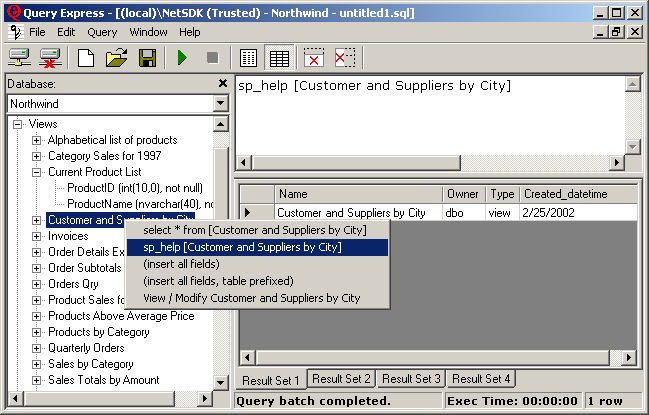 Query Express - [(local)\NetSDK (Trusted) - Northwind - untitled1.sql]
File Edit Query Window Help
Database:
Northwind
Views
Alphabetical list of products
Category Sales for 1997
Current Product List
ProductID (int(10,0), not null)
ProductName (nvarchar(40), no
Customer and Suppliers by City
Invoices
Order Details Ex
Order Subtotals
Orders Qry
Product Sales fo
Products Above Average Price
Products by Category
Quarterly Orders
Sales by Category
Sales Totals by Amount
select * from [Customer and Suppliers by City]
sp_help [Customer and Suppliers by City]
(insert all fields)
(insert all fields, table prefixed)
View / Modify Customer and Suppliers by City
sp_help [Customer and Suppliers by City]
Name Owner Type Created_datetime
Customer and Suppliers by City dbo view 2/25/2002
Result Set 1 Result Set 2 Result Set 3 Result Set 4
Query batch completed. Exec Time: 00:00:00 1 row